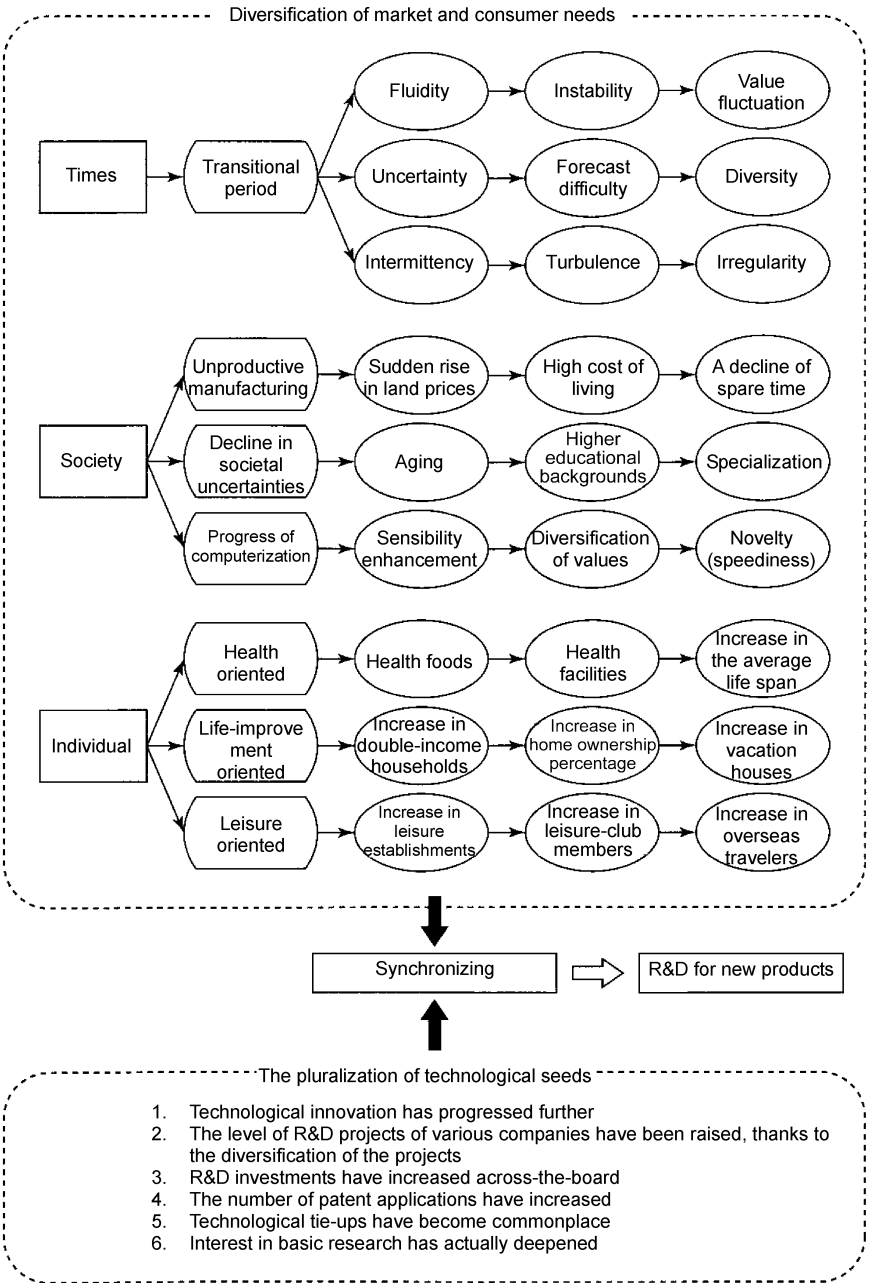 Diversification of market and consumer needs
Fluidity
Instability
Value
fluctuation
Times
Transitional
period
Uncertainty
Forecast
difficulty
Diversity
Intermittency
Turbulence
Irregularity
Unproductive
manufacturing
Sudden rise
in land prices
High cost of
living
A decline of
spare time
Society
Decline in
societal
uncertainties
Aging
Higher
educational
backgrounds
Specialization
Progress of
computerization
Sensibility
enhancement
Diversification
of values
Novelty
(speediness)
Health
oriented
Health foods
Health
facilities
Increase in
the average
life span
Individual
Life-improve
ment oriented
Increase in
double-income
households
Increase in
home ownership
percentage
Increase in
vacation
houses
Leisure
oriented
Increase in
leisure
establishments
Increase in
leisure-club
members
Increase in
overseas
travelers
Synchronizing
R&D for new products
The pluralization of technological seeds
1. Technological innovation has progressed further
2. The level of R&D projects of various companies have been raised, thanks to
the diversification of the projects
3. R&D investments have increased across-the-board
4. The number of patent applications have increased
5. Technological tie-ups have become commonplace
6. Interest in basic research has actually deepened